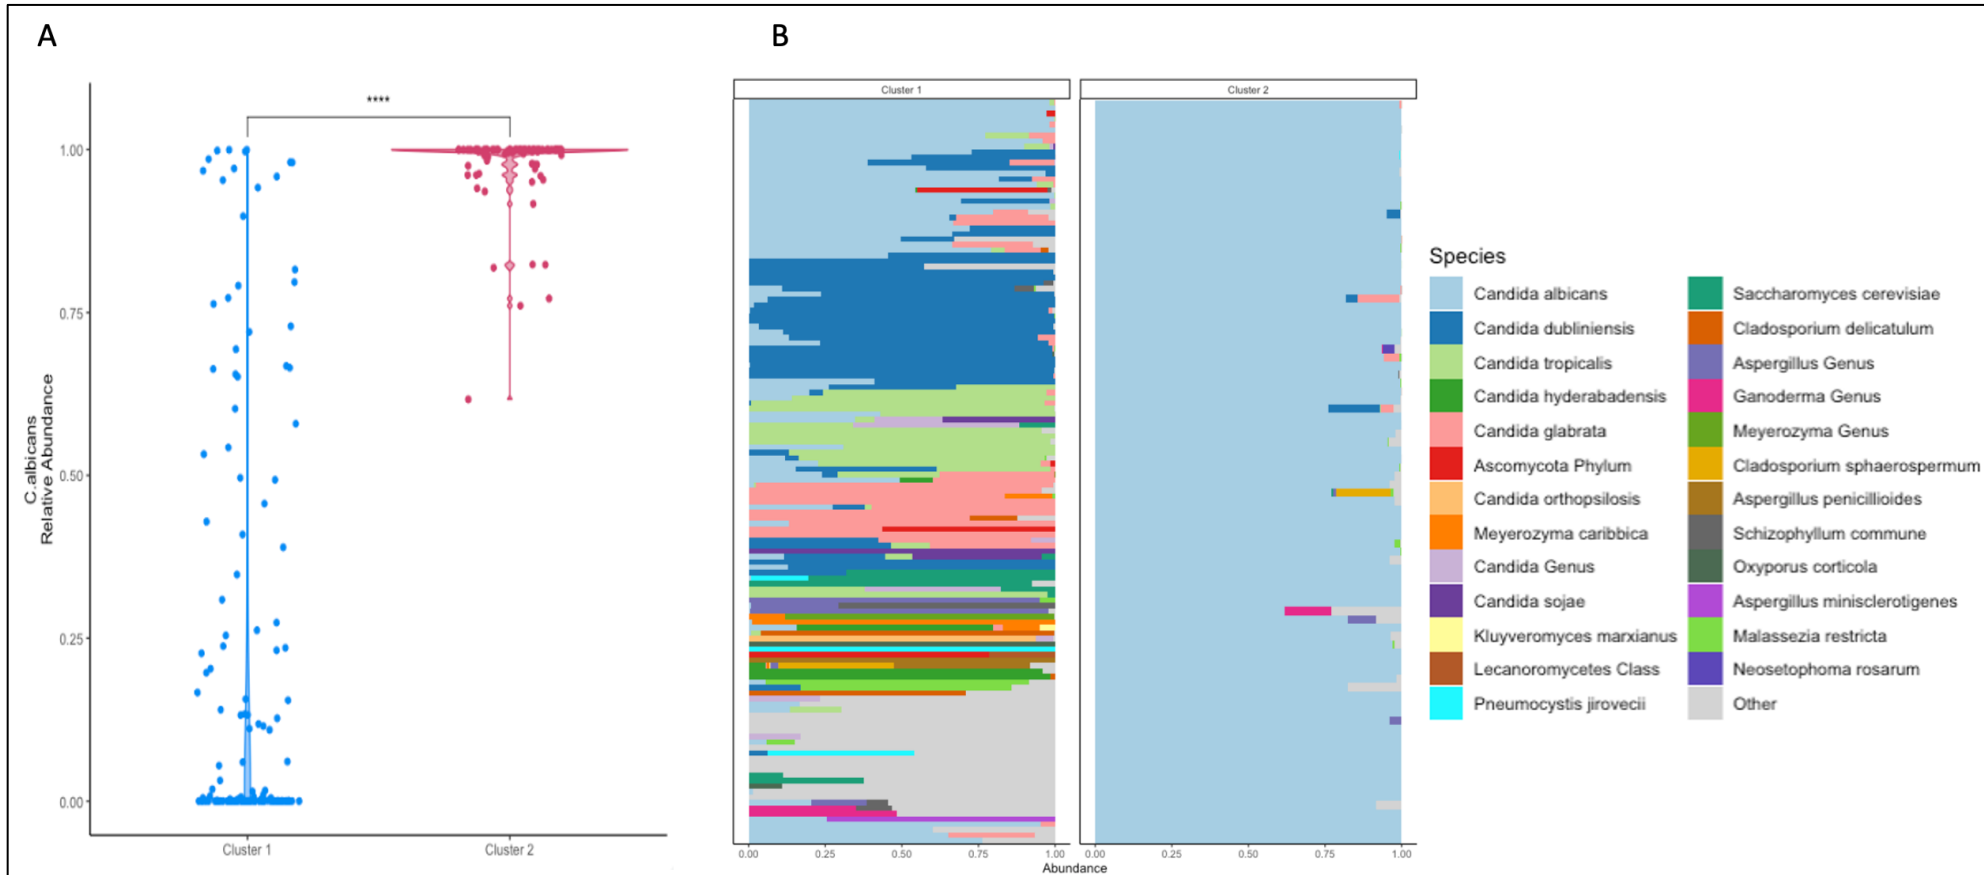 A
B
****
1.00
0.75
0.50
0.25
0.00
C.albicans
Relative Abundance
Cluster 1
Cluster 2
Cluster 1
Cluster 2
0.00
0.25
0.50
0.75
1.00
0.00
0.25
0.50
0.75
1.00
Abundance
Species
Candida albicans
Candida dubliniensis
Candida tropicalis
Candida hyderabadensis
Candida glabrata
Ascomycota Phylum
Candida orthopsilosis
Meyerozyma caribbica
Candida Genus
Candida sojae
Kluyveromyces marxianus
Lecanoromycetes Class
Pneumocystis jirovecii
Saccharomyces cerevisiae
Cladosporium delicatulum
Aspergillus Genus
Ganoderma Genus
Meyerozyma Genus
Cladosporium sphaerospermum
Aspergillus penicillioides
Schizophyllum commune
Oxyporus corticola
Aspergillus minisclerotigenes
Malassezia restricta
Neosetophoma rosarum
Other